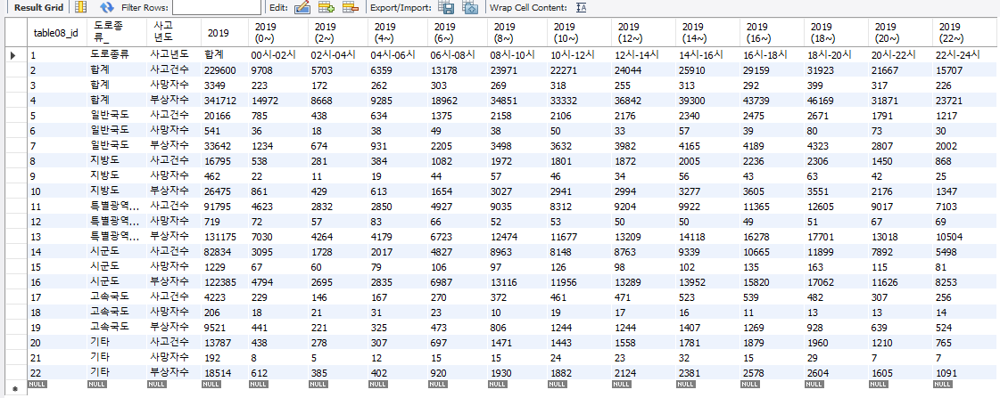 Result Grid Filter Rows: Edit: Export/Import: Wrap Cell Content:
table08_id 도로종류_ 사고년도 2019 2019 (0~) 2019 (2~) 2019 (4~) 2019 (6~) 2019 (8~) 2019 (10~) 2019 (12~) 2019 (14~) 2019 (16~) 2019 (18~) 2019 (20~) 2019 (22~)
1 도로종류 사고년도 합계 00시-02시 02시-04시 04시-06시 06시-08시 08시-10시 10시-12시 12시-14시 14시-16시 16시-18시 18시-20시 20시-22시 22시-24시
2 합계 사고건수 229600 9708 5703 6359 13178 23971 22271 24044 25910 29159 31923 21667 15707
3 합계 사망자수 3349 223 172 262 303 269 318 255 313 292 399 317 226
4 합계 부상자수 341712 14972 8668 9285 18962 34851 33332 36842 39300 43739 46169 31871 23721
5 일반국도 사고건수 20166 785 438 634 1375 2158 2106 2176 2340 2475 2671 1791 1217
6 일반국도 사망자수 541 36 18 38 49 38 50 33 57 39 80 73 30
7 일반국도 부상자수 33642 1234 674 931 2205 3498 3632 3982 4165 4189 4323 2807 2002
8 지방도 사고건수 16795 538 281 384 1082 1972 1801 1872 2005 2236 2306 1450 868
9 지방도 사망자수 462 22 11 19 44 57 46 34 56 43 63 42 25
10 지방도 부상자수 26475 861 429 613 1654 3027 2941 2994 3277 3605 3551 2176 1347
11 특별광역... 사고건수 91795 4623 2832 2850 4927 9035 8312 9204 9922 11365 12605 9017 7103
12 특별광역... 사망자수 719 72 57 83 66 52 53 50 50 49 51 67 69
13 특별광역... 부상자수 131175 7030 4264 4179 6723 12474 11677 13209 14118 16278 17701 13018 10504
14 시군도 사고건수 82834 3095 1728 2017 4827 8963 8148 8763 9339 10665 11899 7892 5498
15 시군도 사망자수 1229 67 60 79 106 97 126 98 102 135 163 115 81
16 시군도 부상자수 122385 4794 2695 2835 6987 13116 11956 13289 13952 15820 17062 11626 8253
17 고속국도 사고건수 4223 229 146 167 270 372 461 471 523 539 482 307 256
18 고속국도 사망자수 206 18 21 31 23 10 19 17 16 11 13 13 14
19 고속국도 부상자수 9521 441 221 325 473 806 1244 1244 1407 1269 928 639 524
20 기타 사고건수 13787 438 278 307 697 1471 1443 1558 1781 1879 1960 1210 765
21 기타 사망자수 192 8 5 12 15 15 24 23 32 15 29 7 7
22 기타 부상자수 18514 612 385 402 920 1930 1882 2124 2381 2578 2604 1605 1091
NULL NULL NULL NULL NULL NULL NULL NULL NULL NULL NULL NULL NULL NULL NULL NULL